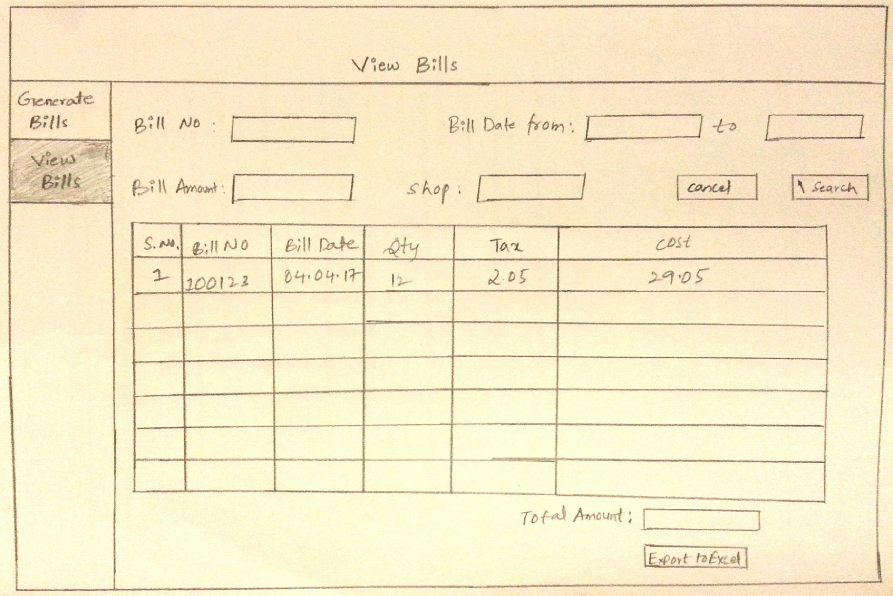 View Bills
Generate
Bills
View
Bills
Bill No :
Bill Date from :
to
Bill Amount :
Shop :
Cancel
Search
S.No. Bill No Bill Date Qty Tax Cost
1 100123 04.04.17 12 2.05 29.05
Total Amount :
Export to Excel